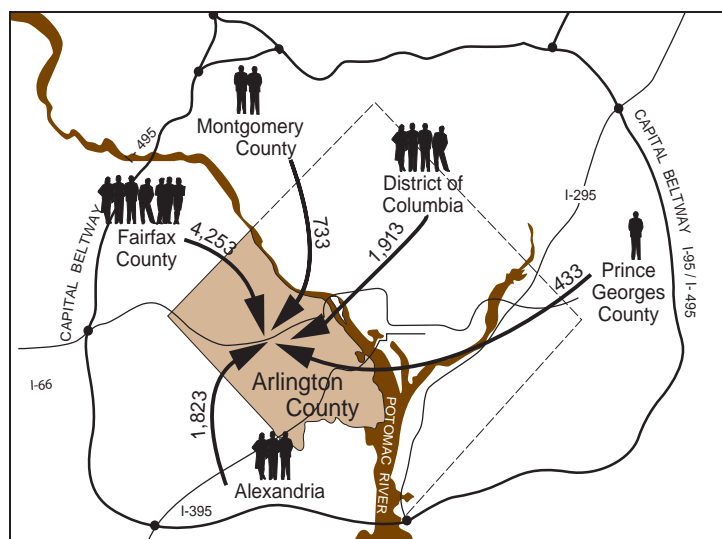 Montgomery
County
495
District of
Columbia
CAPITAL BELTWAY
I-95 / I-495
I-295
Fairfax
County
4,253
733
1,913
433
Prince
Georges
County
CAPITAL BELTWAY
I-66
Arlington
County
1,823
POTOMAC RIVER
Alexandria
I-395